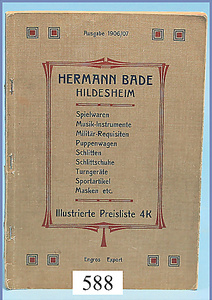 Ausgabe 1906/07
HERMANN BADE
HILDESHEIM
Spielwaren
Musik-Instrumente
Militär-Requisiten
Puppenwagen
Schlitten
Schlittschuhe
Turngeräte
Sportartikel
Masken etc.
Illustrierte Preisliste 4K
Engros Export
588